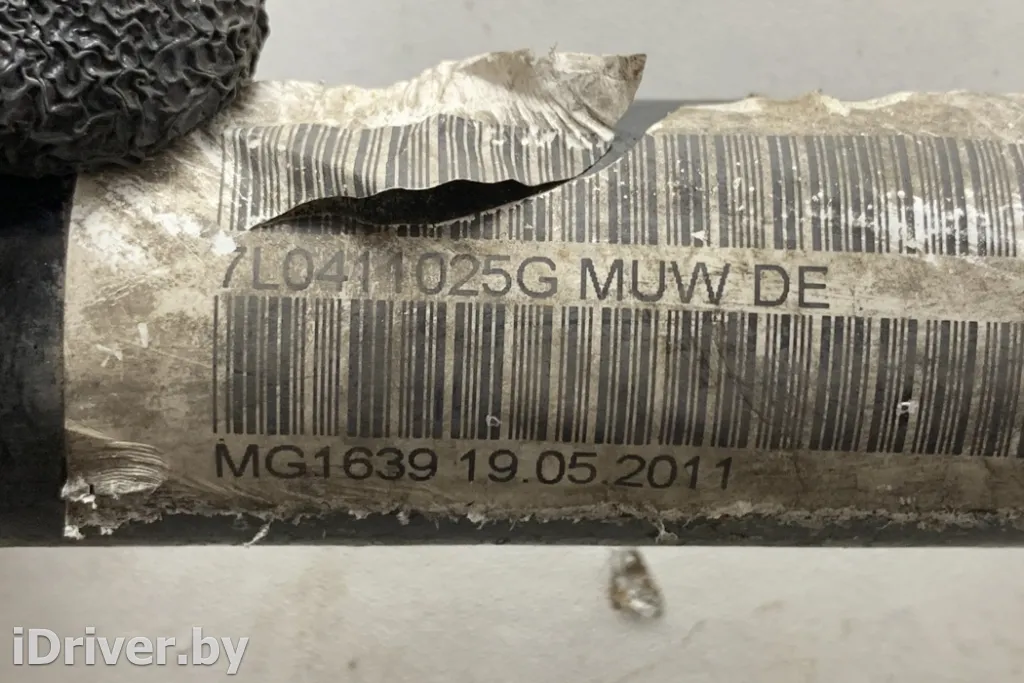 7L0411025G MUW DE
MG1639 19.05.2011
iDriver.by